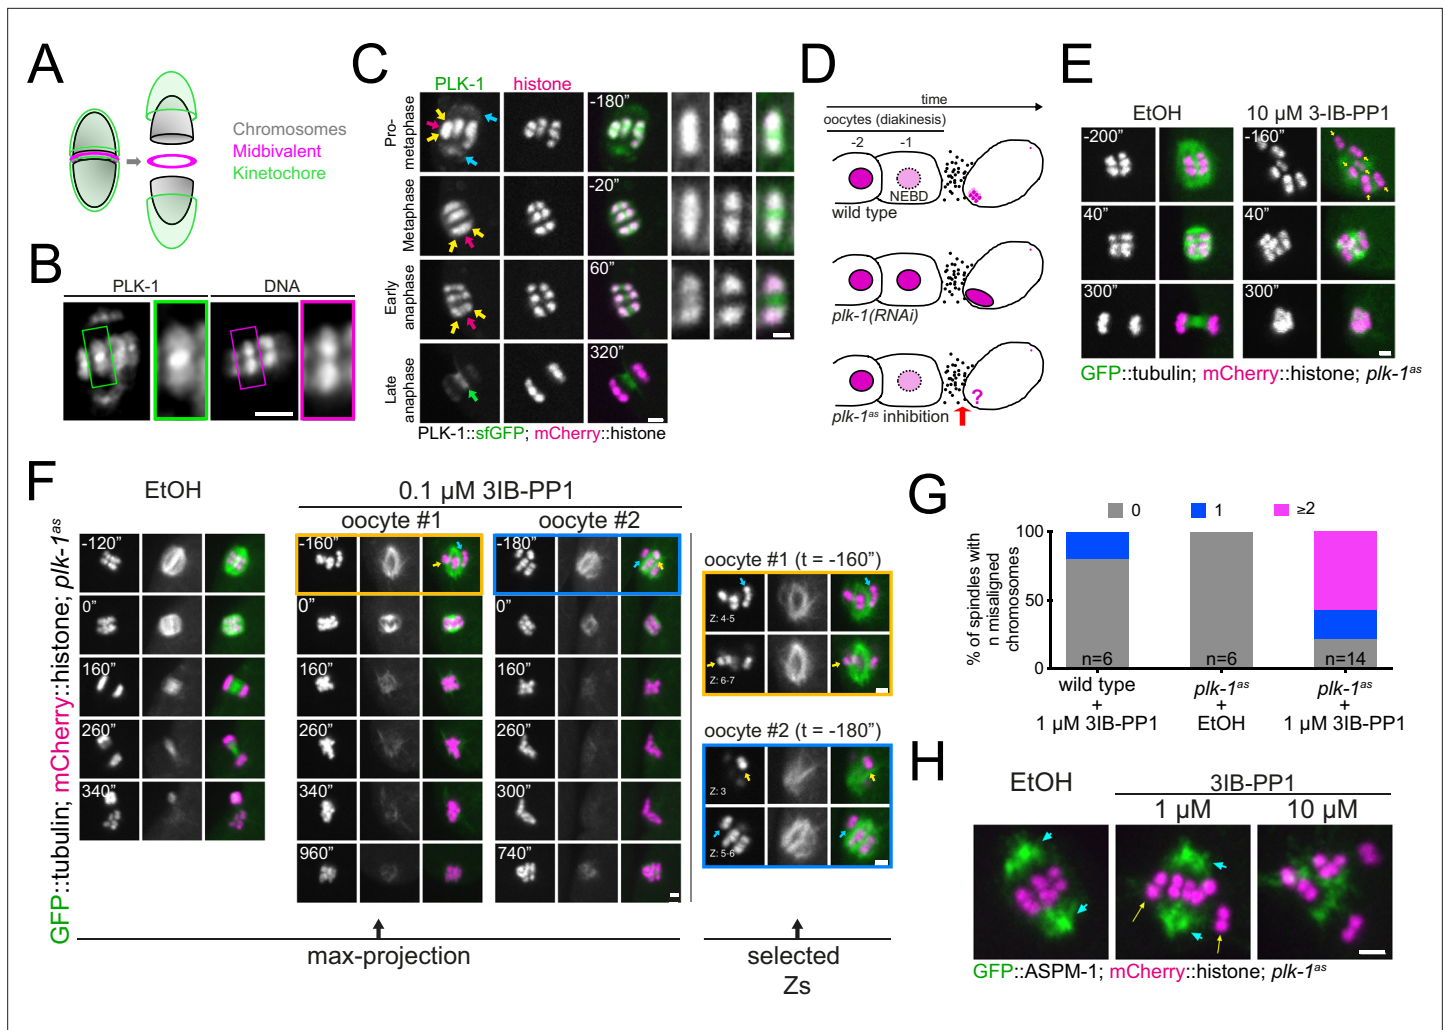 A
Chromosomes
Midbivalent
Kinetochore
B
PLK-1
DNA
C
PLK-1
histone
Pro-
metaphase
-180”
Metaphase
-20”
Early
anaphase
60”
Late
anaphase
320”
PLK-1::sfGFP; mCherry::histone
D
time
oocytes (diakinesis)
-2
-1
NEBD
wild type
plk-1(RNAi)
?
plk-1as inhibition
E
EtOH
10 µM 3-IB-PP1
-200”
-160”
40”
40”
300”
300”
GFP::tubulin; mCherry::histone; plk-1as
F
GFP::tubulin; mCherry::histone; plk-1as
EtOH
0.1 µM 3IB-PP1
oocyte #1
oocyte #2
-120”
-160”
-180”
0”
0”
0”
160”
160”
160”
260”
260”
260”
340”
340”
300”
960”
740”
max-projection
oocyte #1 (t = -160”)
Z: 4-5
Z: 6-7
oocyte #2 (t = -180”)
Z: 3
Z: 5-6
selected
Zs
G
0
1
≥2
% of spindles with
n misaligned
chromosomes
100
50
0
n=6
n=6
n=14
wild type
+
1 µM 3IB-PP1
plk-1as
+
EtOH
plk-1as
+
1 µM 3IB-PP1
H
EtOH
3IB-PP1
1 µM
10 µM
GFP::ASPM-1; mCherry::histone; plk-1as